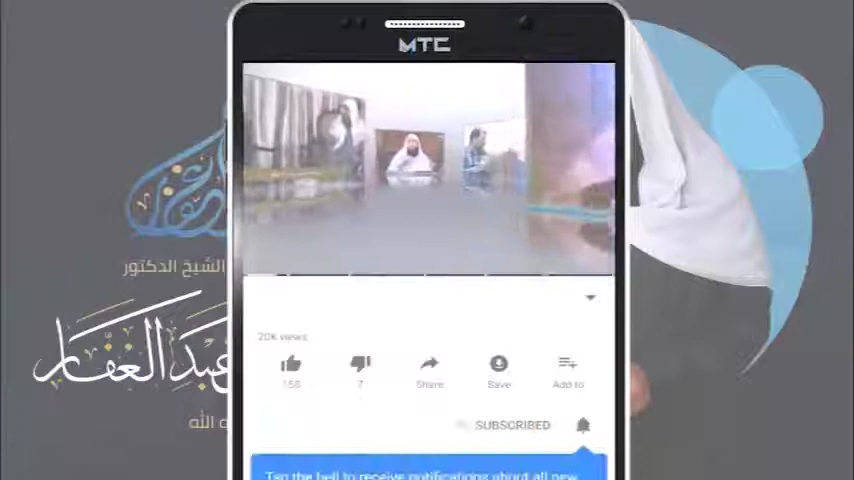 MTC
الشيخ الدكتور
عبد الغفار
ه الله
20K views
7
Share
Save
Add to
SUBSCRIBED
Tap the bell to receive notifications about all new